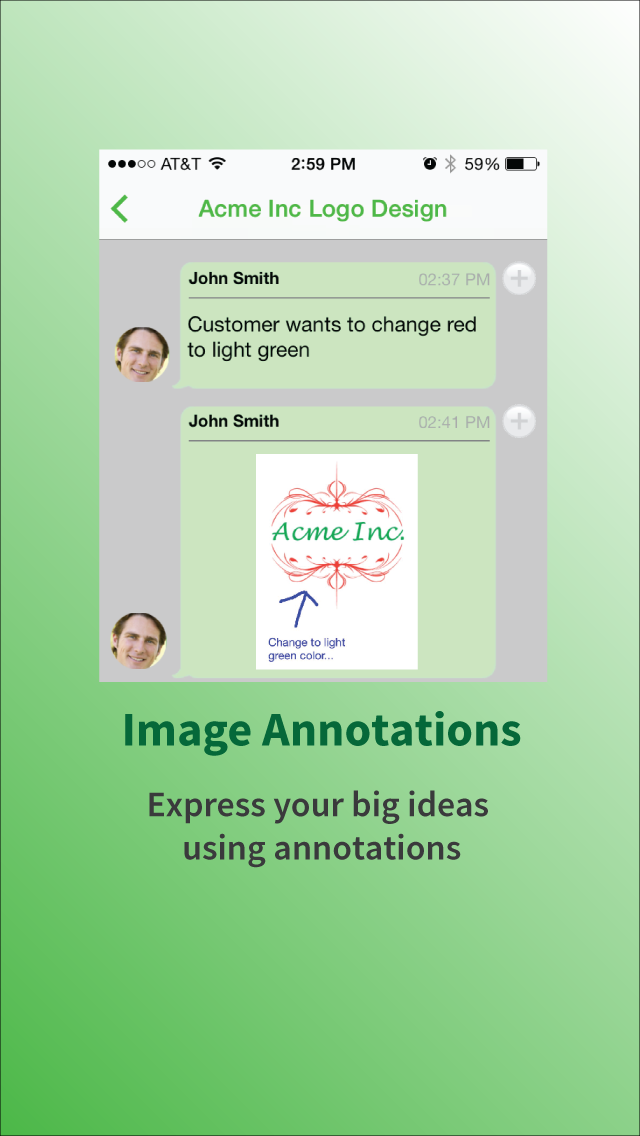 AT&T 2:59 PM 59%
Acme Inc Logo Design
John Smith 02:37 PM
Customer wants to change red
to light green
John Smith 02:41 PM
Acme Inc.
Change to light
green color...
Image Annotations
Express your big ideas
using annotations